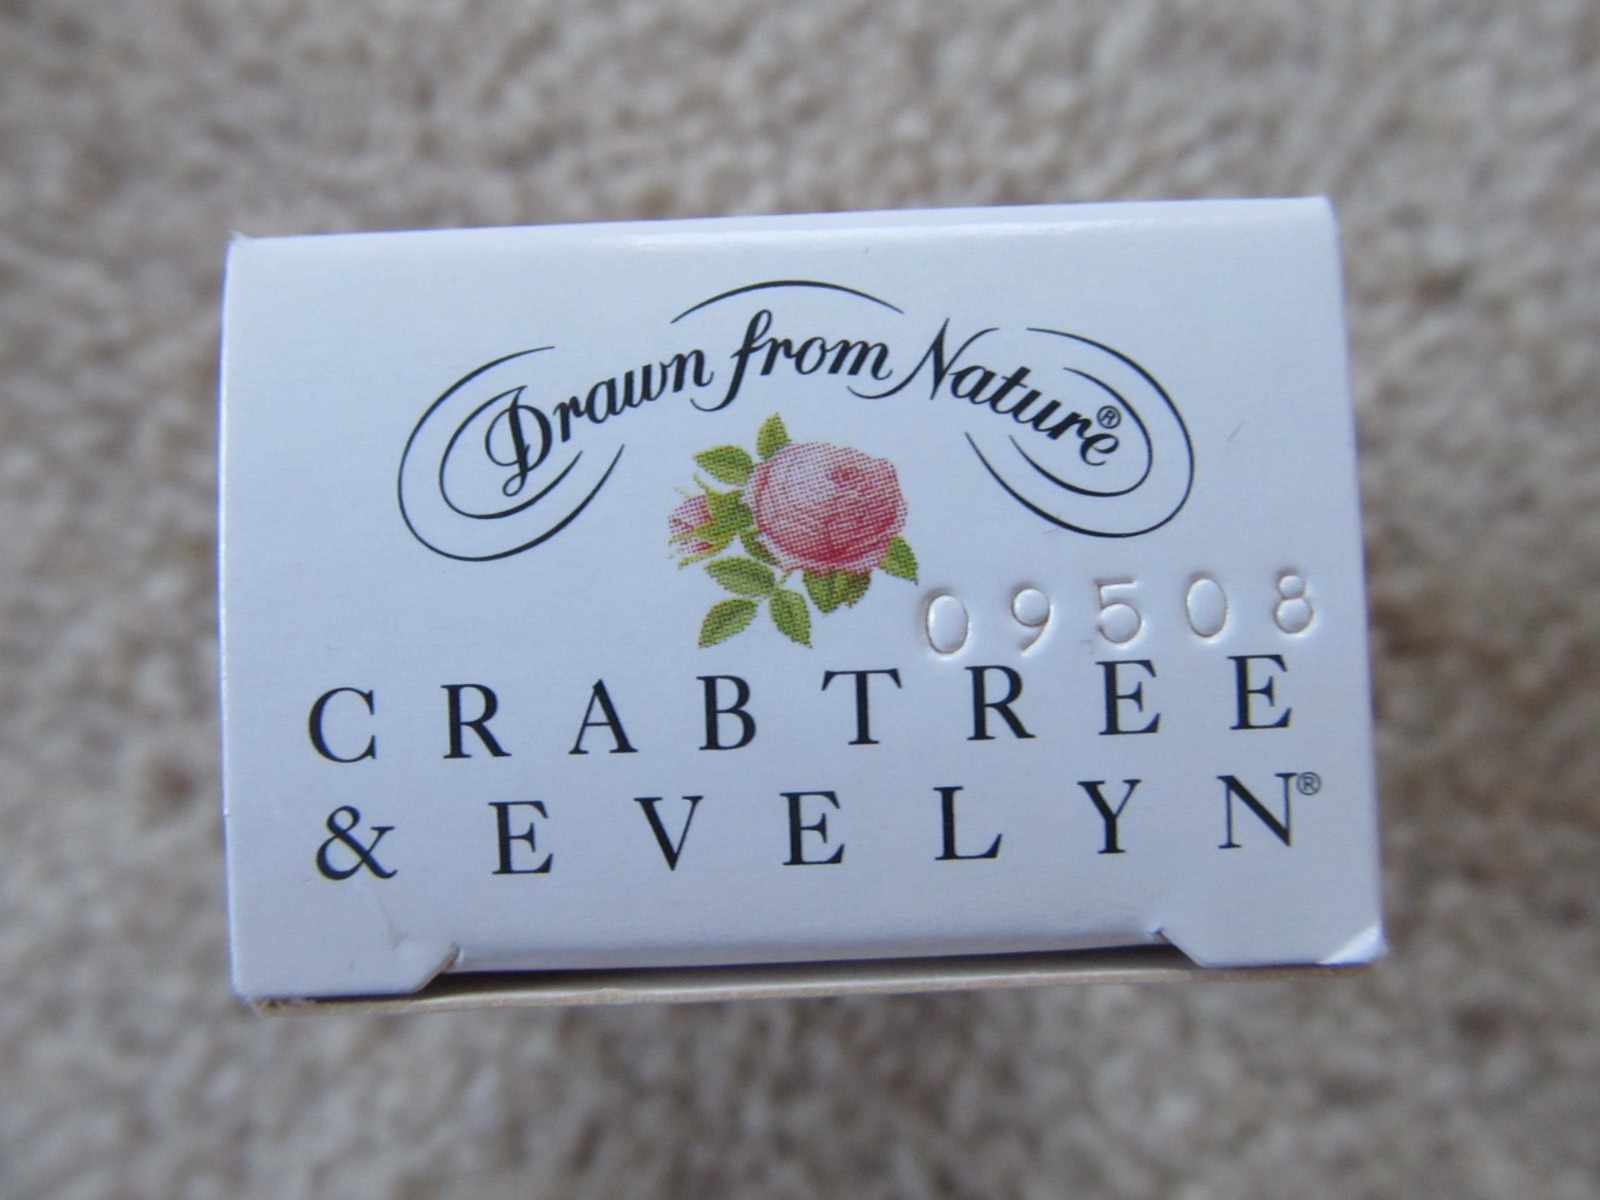 Drawn from Nature®
09508
CRABTREE
& EVELYN®